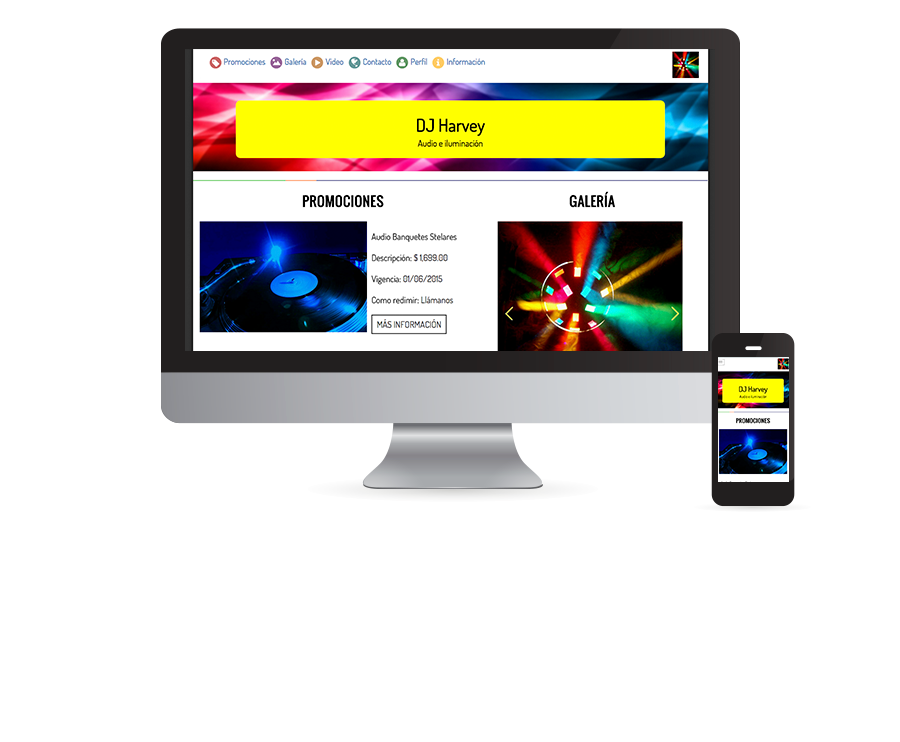 Promociones Galería Video Contacto Perfil Información
DJ Harvey
Audio e iluminación
PROMOCIONES
Audio Banquetes Stelares
Descripción: $ 1,699.00
Vigencia: 01/06/2015
Como redimir: Llámanos
MÁS INFORMACIÓN
GALERÍA
DJ Harvey
Audio e iluminación
PROMOCIONES